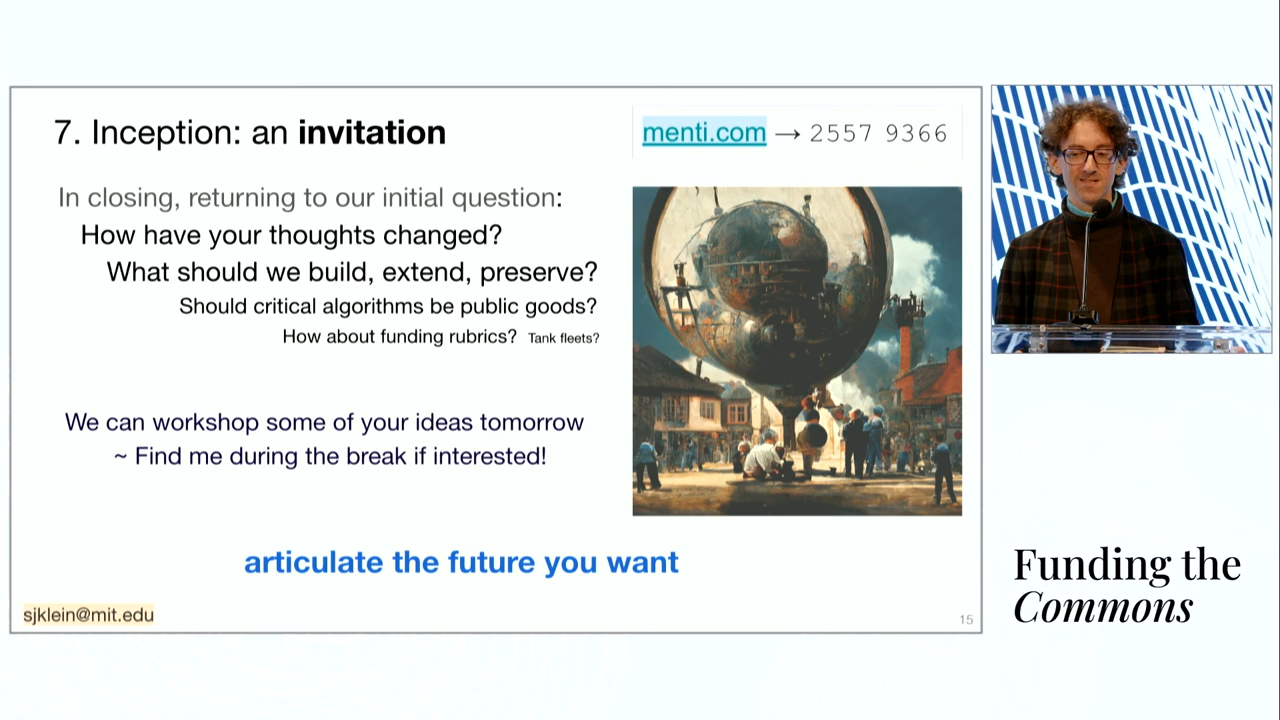 7. Inception: an invitation
menti.com → 2557 9366
In closing, returning to our initial question:
How have your thoughts changed?
What should we build, extend, preserve?
Should critical algorithms be public goods?
How about funding rubrics? Tank fleets?
We can workshop some of your ideas tomorrow
~ Find me during the break if interested!
articulate the future you want
sjklein@mit.edu
15
Funding the
Commons